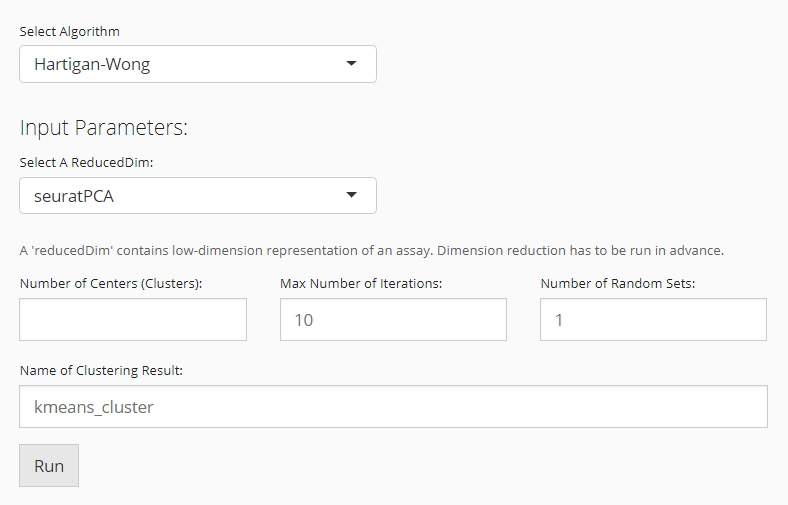 Select Algorithm
Hartigan-Wong
Input Parameters:
Select A ReducedDim:
seuratPCA
A 'reducedDim' contains low-dimension representation of an assay. Dimension reduction has to be run in advance.
Number of Centers (Clusters): Max Number of Iterations: Number of Random Sets:
10 1
Name of Clustering Result:
kmeans_cluster
Run